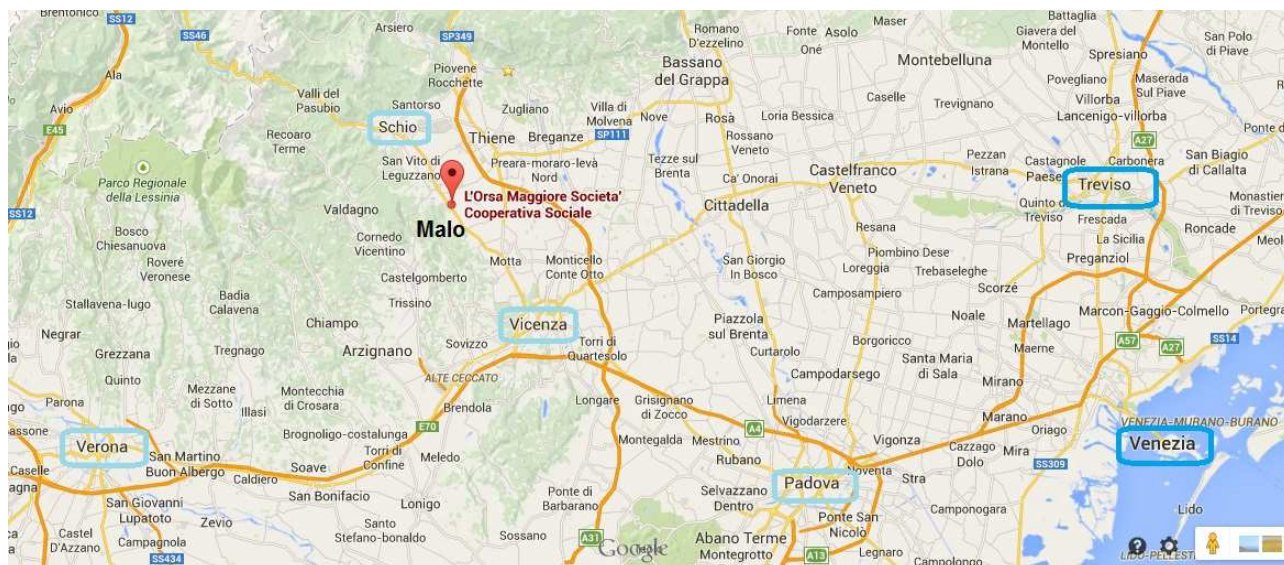 Brentonico
SS12
SS46
Arsiero
SP349
Romano
D'ezzelino
Fonte
Asolo
Oné
Maser
Battaglia
Giavera del
Montello
San Polo
di Piave
Spresiano
Ala
Piovene
Rocchette
Bassano
del Grappa
Montebelluna
Povegliano
Maserada
Sul Piave
Avio
Valli del
Pasubio
Santorso
Zugliano
Villa di
Molvena
Nove
Caselle
Trevignano
Villorba
Lancenigo-villorba
E45
Schio
Thiene
Breganze
SP111
Rosà
Loria Bessica
Ponte
Recoaro
Terme
Rossano
Veneto
A27
San Vito di
Leguzzano
Preara-moraro-levà
Nord
Tezze sul
Brenta
Ca' Onorai
Castelfranco
Veneto
Pezzan
Istrana
Castagnole
Paese
Carbonera
San Biagio
di Callalta
Parco Regionale
della Lessinia
L'Orsa Maggiore Societa'
Cooperativa Sociale
Treviso
Monastier
di Treviso
SS12
Valdagno
Malo
Cittadella
Quinto di
Treviso
Frescada
Roncade
Bosco
Chiesanuova
Cornedo
Vicentino
Resana
La Sicilia
Meol
Roverè
Veronese
Motta
Monticello
Conte Otto
San Giorgio
In Bosco
Piombino Dese
Loreggia
Trebaseleghe
Preganziol
Castelgomberto
Scorzè
Stallavena-lugo
Badia
Calavena
Trissino
Camposampiero
Negrar
Chiampo
Vicenza
Piazzola
sul Brenta
Noale
Martellago
Marcon-Gaggio-Colmello
Portegra
Grezzana
Tregnago
Arzignano
Sovizzo
Torri di
Quartesolo
Borgoricco
Maerne
A57
A27
SS14
Quinto
Curtarolo
Santa Maria
di Sala
ALTE CECCATO
Campodarsego
Mirano
Parona
Mezzane
di Sotto
Illasi
Montecchia
di Crosara
Brendola
Longare
Grisignano
di Zocco
Limena
Vigodarzere
Marano
VENEZIA-MURANO-BURANO
Verona
Brognoligo-costalunga
E70
A4
Oriago
San Martino
Buon Albergo
Torri di
Confine
Meledo
Montegalda
Mestrino
Vigonza
Cazzago
Dolo
Mira
Venezia
Caselle
Caldiero
Soave
Rubano
Noventa
SS309
San Bonifacio
Lonigo
Ponte di
Barbarano
Selvazzano
Dentro
Padova
Stra
San Giovanni
Lupatoto
Zevio
Santo
Stefano-bonaldo
Ponte San
Nicolò
Camponogara
Lido
Castel
D'Azzano
Sossano
A31
Google
Abano Terme
Montegrotto
Legnaro
SS434
A13
Campolongo